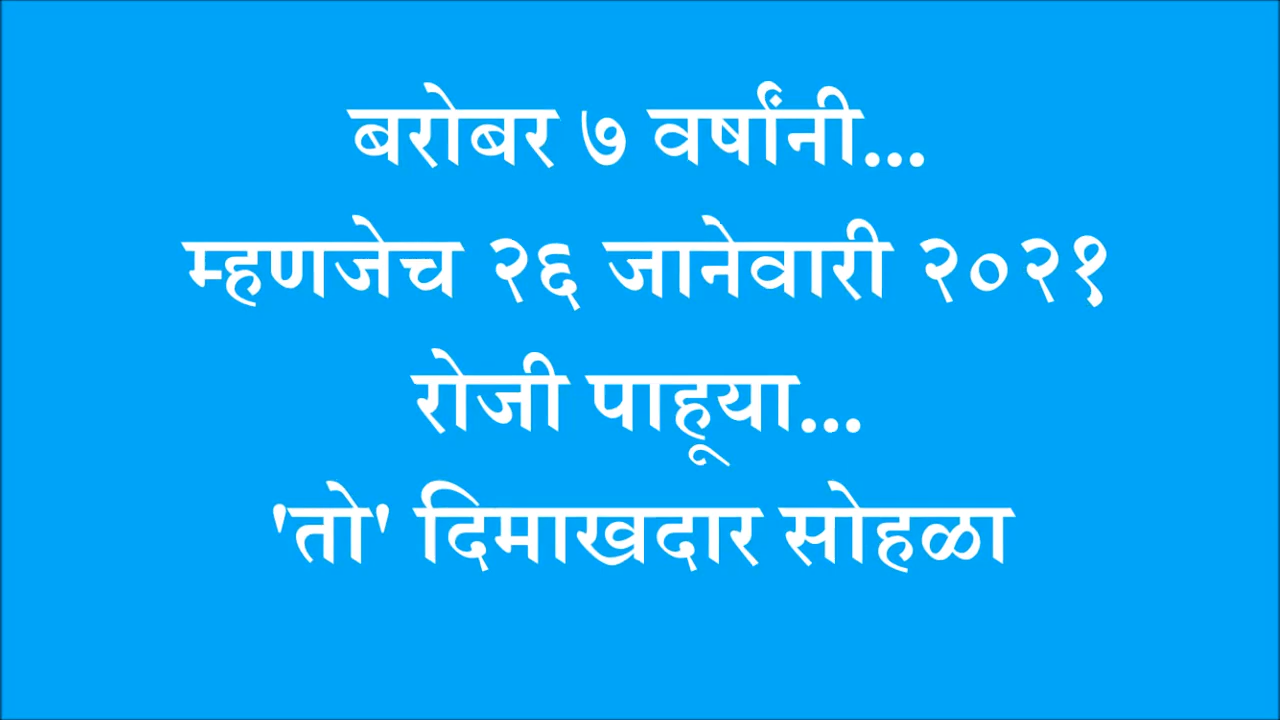 बरोबर ७ वर्षांनी...
म्हणजेच २६ जानेवारी २०२१
रोजी पाहूया...
'तो' दिमाखदार सोहळा